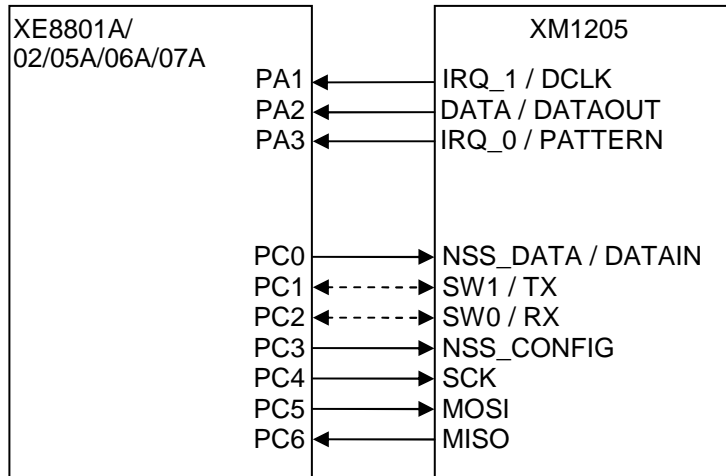 XE8801A/
02/05A/06A/07A
XM1205
PA1 IRQ_1 / DCLK
PA2 DATA / DATAOUT
PA3 IRQ_0 / PATTERN
PC0 NSS_DATA / DATAIN
PC1 SW1 / TX
PC2 SW0 / RX
PC3 NSS_CONFIG
PC4 SCK
PC5 MOSI
PC6 MISO